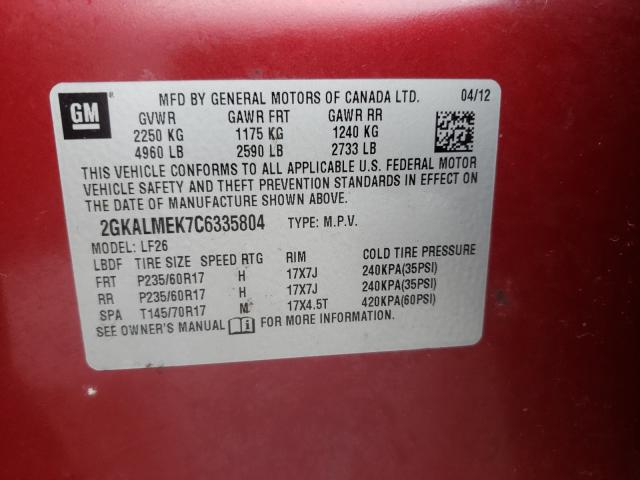 GM ® MFD BY GENERAL MOTORS OF CANADA LTD. 04/12
GVWR GAWR FRT GAWR RR
2250 KG 1175 KG 1240 KG
4960 LB 2590 LB 2733 LB
THIS VEHICLE CONFORMS TO ALL APPLICABLE U.S. FEDERAL MOTOR
VEHICLE SAFETY AND THEFT PREVENTION STANDARDS IN EFFECT ON
THE DATE OF MANUFACTURE SHOWN ABOVE.
2GKALMEK7C6335804 TYPE: M.P.V.
MODEL: LF26
LBDF TIRE SIZE SPEED RTG RIM COLD TIRE PRESSURE
FRT P235/60R17 H 17X7J 240KPA(35PSI)
RR P235/60R17 H 17X7J 240KPA(35PSI)
SPA T145/70R17 M 17X4.5T 420KPA(60PSI)
SEE OWNER'S MANUAL FOR MORE INFORMATION.